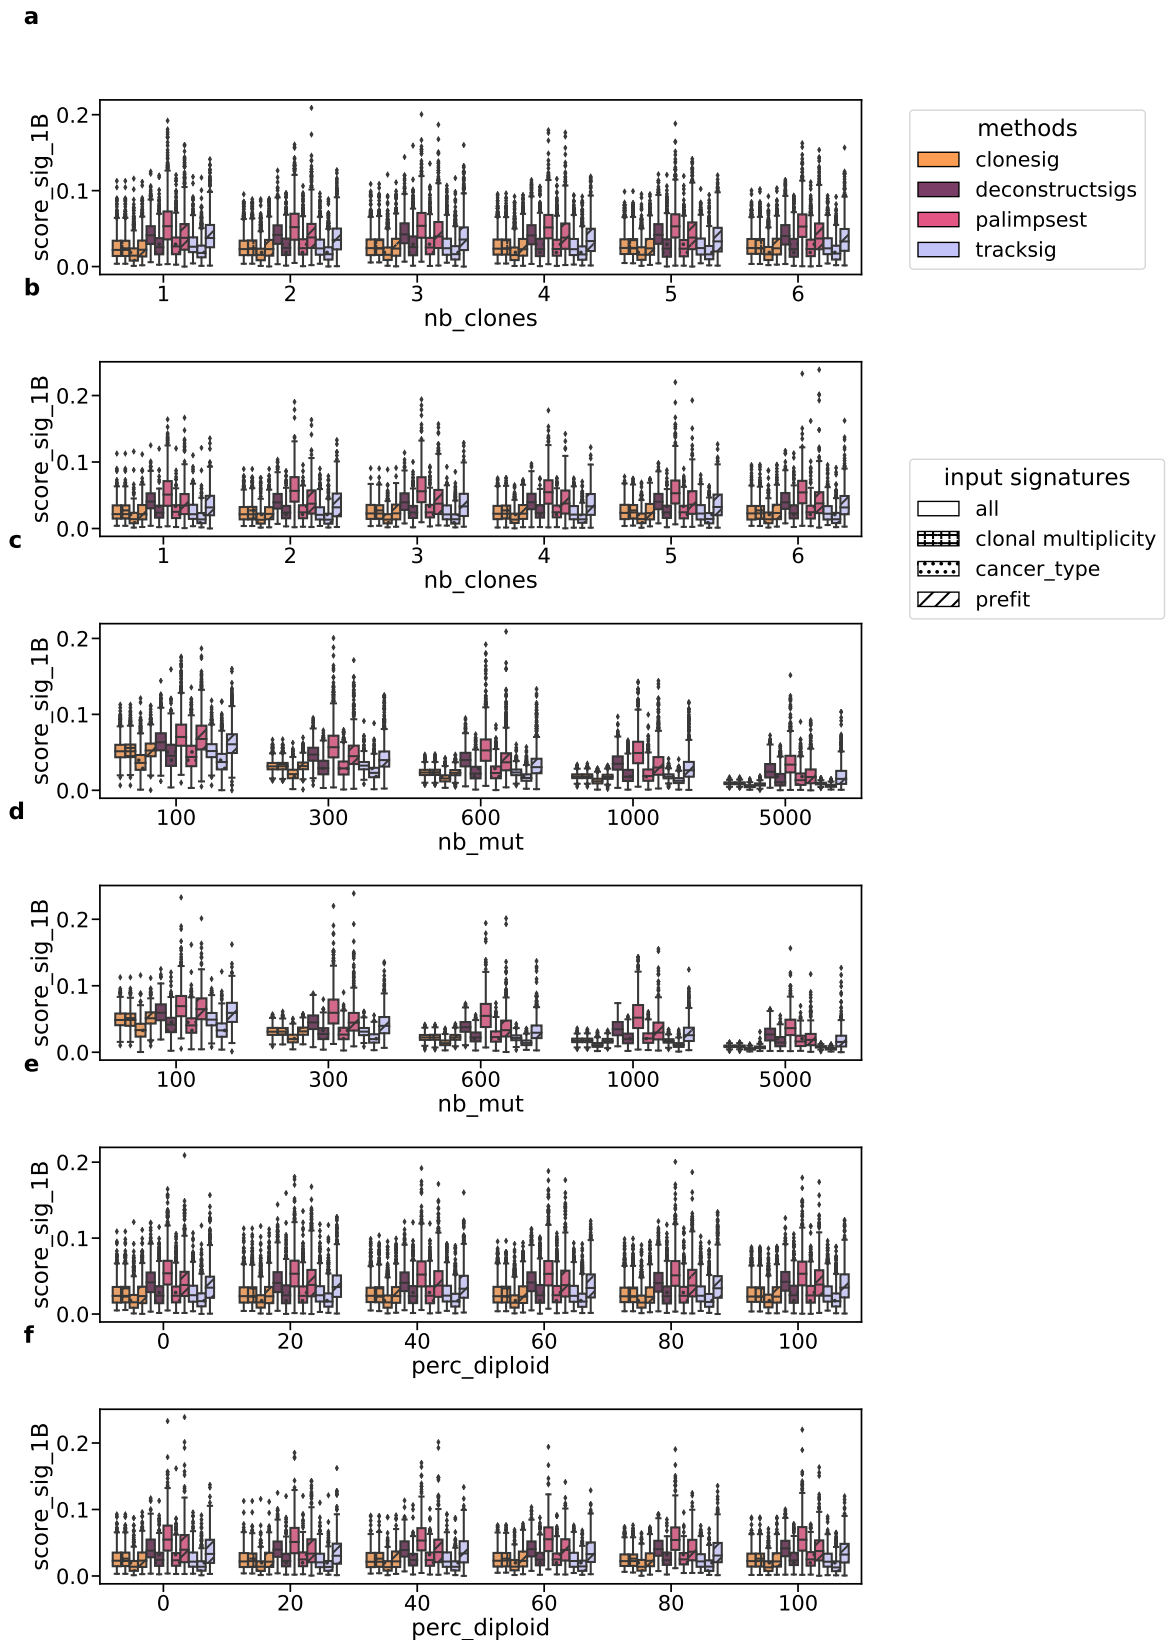 a
score_sig_1B
0.2
0.1
0.0
1 2 3 4 5 6
nb_clones
methods
clonesig
deconstructsigs
palimpsest
tracksig
b
score_sig_1B
0.2
0.1
0.0
1 2 3 4 5 6
nb_clones
input signatures
all
clonal multiplicity
cancer_type
prefit
c
score_sig_1B
0.2
0.1
0.0
100 300 600 1000 5000
nb_mut
d
score_sig_1B
0.2
0.1
0.0
100 300 600 1000 5000
nb_mut
e
score_sig_1B
0.2
0.1
0.0
0 20 40 60 80 100
perc_diploid
f
score_sig_1B
0.2
0.1
0.0
0 20 40 60 80 100
perc_diploid